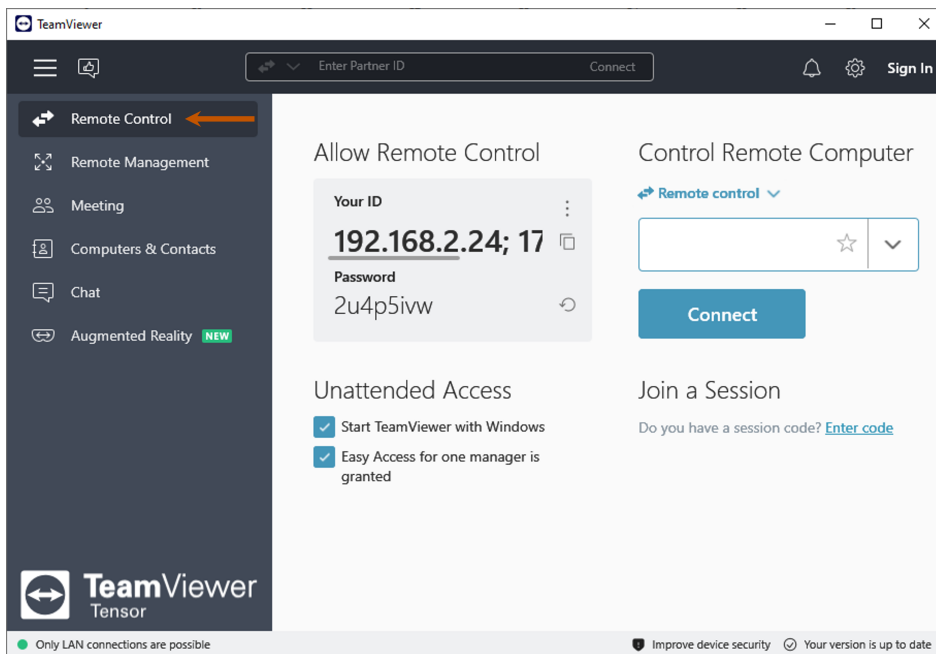 TeamViewer
Enter Partner ID Connect
Sign In
Remote Control
Remote Management
Meeting
Computers & Contacts
Chat
Augmented Reality NEW
Allow Remote Control
Your ID
192.168.2.24; 17
Password
2u4p5ivw
Unattended Access
Start TeamViewer with Windows
Easy Access for one manager is
granted
Control Remote Computer
Remote control
Connect
Join a Session
Do you have a session code? Enter code
TeamViewer
Tensor
Only LAN connections are possible
Improve device security
Your version is up to date